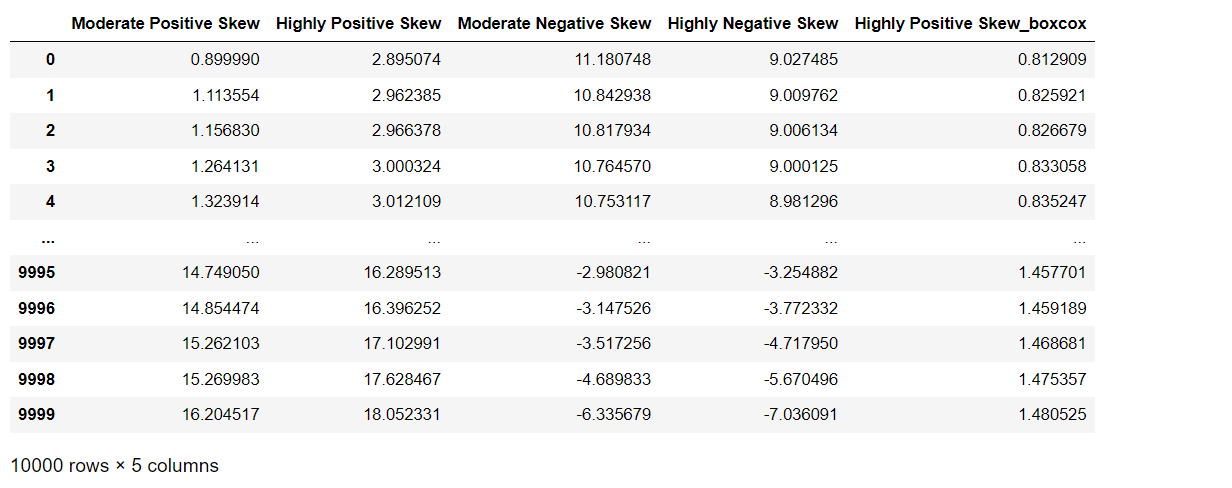 Moderate Positive Skew Highly Positive Skew Moderate Negative Skew Highly Negative Skew Highly Positive Skew_boxcox
0 0.899990 2.895074 11.180748 9.027485 0.812909
1 1.113554 2.962385 10.842938 9.009762 0.825921
2 1.156830 2.966378 10.817934 9.006134 0.826679
3 1.264131 3.000324 10.764570 9.000125 0.833058
4 1.323914 3.012109 10.753117 8.981296 0.835247
... ... ... ... ... ...
9995 14.749050 16.289513 -2.980821 -3.254882 1.457701
9996 14.854474 16.396252 -3.147526 -3.772332 1.459189
9997 15.262103 17.102991 -3.517256 -4.717950 1.468681
9998 15.269983 17.628467 -4.689833 -5.670496 1.475357
9999 16.204517 18.052331 -6.335679 -7.036091 1.480525
10000 rows × 5 columns